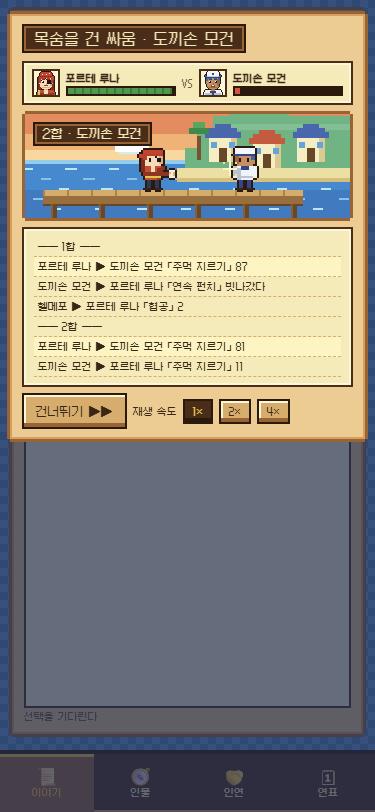 목숨을 건 싸움 · 도끼손 모건
포르테 루나
VS
도끼손 모건
2합 · 도끼손 모건
—— 1합 ——
포르테 루나 ▶ 도끼손 모건 「주먹 지르기」 87
도끼손 모건 ▶ 포르테 루나 「연속 펀치」 빗나갔다
헬메포 ▶ 포르테 루나 「협공」 2
—— 2합 ——
포르테 루나 ▶ 도끼손 모건 「주먹 지르기」 81
도끼손 모건 ▶ 포르테 루나 「주먹 지르기」 11
건너뛰기 ▶▶
재생 속도
1×
2×
4×
선택을 기다린다
이야기
인물
인연
1
연표